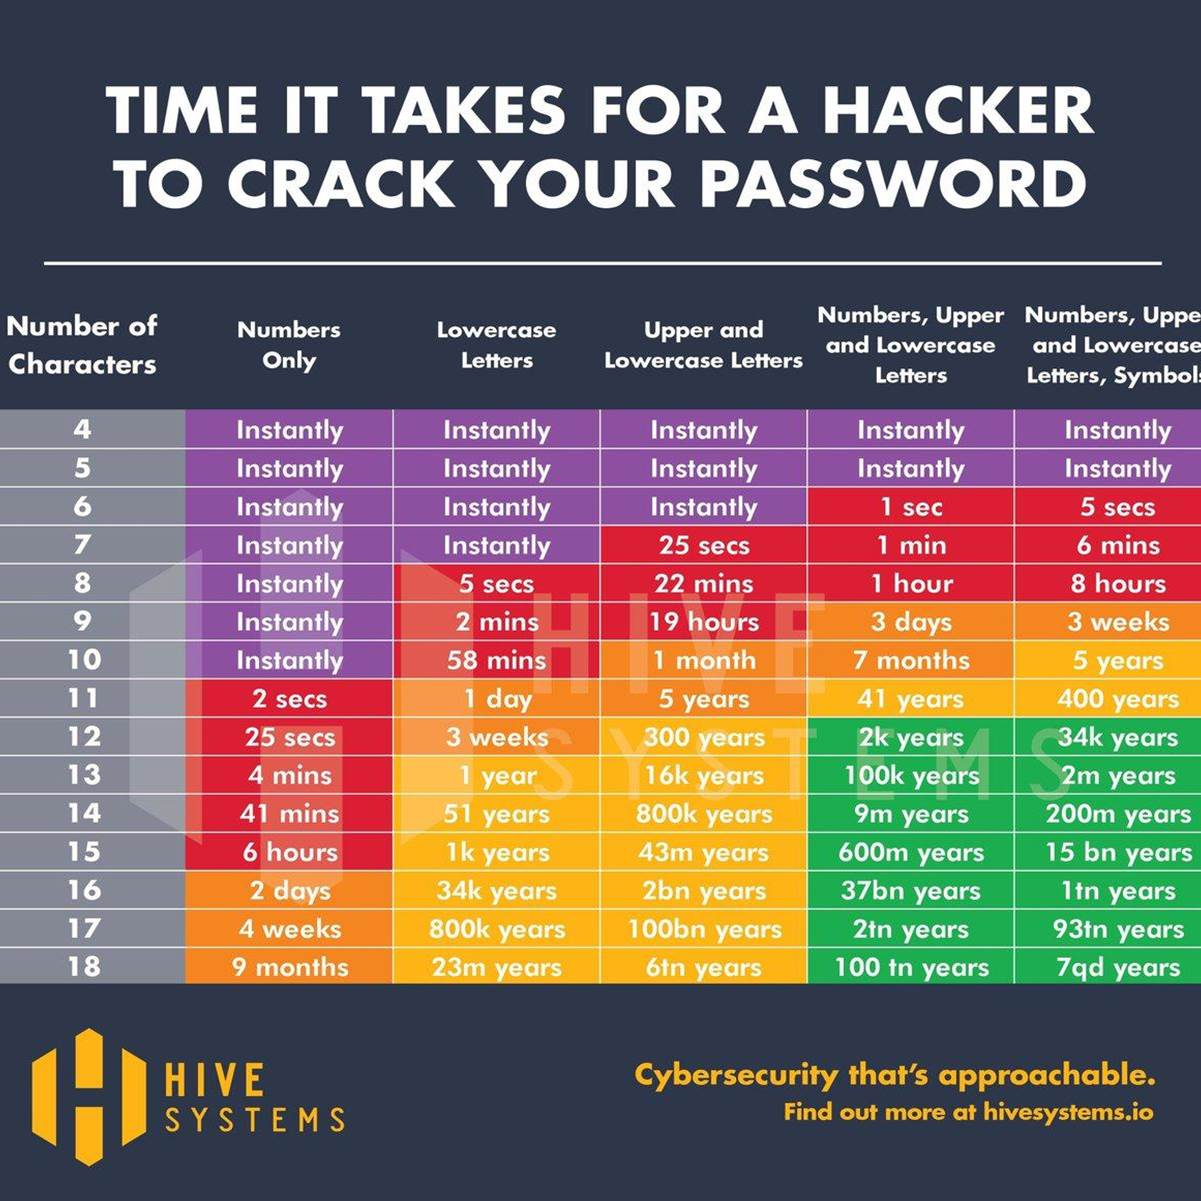 TIME IT TAKES FOR A HACKER
TO CRACK YOUR PASSWORD
Number of Characters | Numbers Only | Lowercase Letters | Upper and Lowercase Letters | Numbers, Upper and Lowercase Letters | Numbers, Uppe and Lowercase Letters, Symbols
4 Instantly Instantly Instantly Instantly Instantly
5 Instantly Instantly Instantly Instantly Instantly
6 Instantly Instantly Instantly 1 sec 5 secs
7 Instantly Instantly 25 secs 1 min 6 mins
8 Instantly 5 secs 22 mins 1 hour 8 hours
9 Instantly 2 mins 19 hours 3 days 3 weeks
10 Instantly 58 mins 1 month 7 months 5 years
11 2 secs 1 day 5 years 41 years 400 years
12 25 secs 3 weeks 300 years 2k years 34k years
13 4 mins 1 year 16k years 100k years 2m years
14 41 mins 51 years 800k years 9m years 200m years
15 6 hours 1k years 43m years 600m years 15 bn years
16 2 days 34k years 2bn years 37bn years 1tn years
17 4 weeks 800k years 100bn years 2tn years 93tn years
18 9 months 23m years 6tn years 100 tn years 7qd years
HIVE
SYSTEMS
HIVE
SYSTEMS
Cybersecurity that's approachable.
Find out more at hivesystems.io